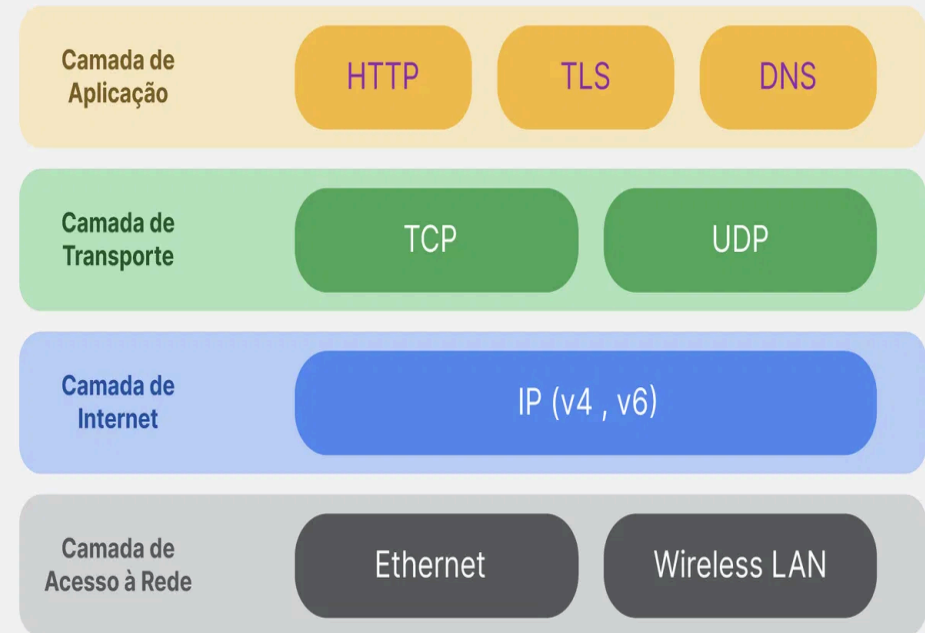 Camada de
Aplicação
HTTP
TLS
DNS
Camada de
Transporte
TCP
UDP
Camada de
Internet
IP (v4 , v6)
Camada de
Acesso à Rede
Ethernet
Wireless LAN